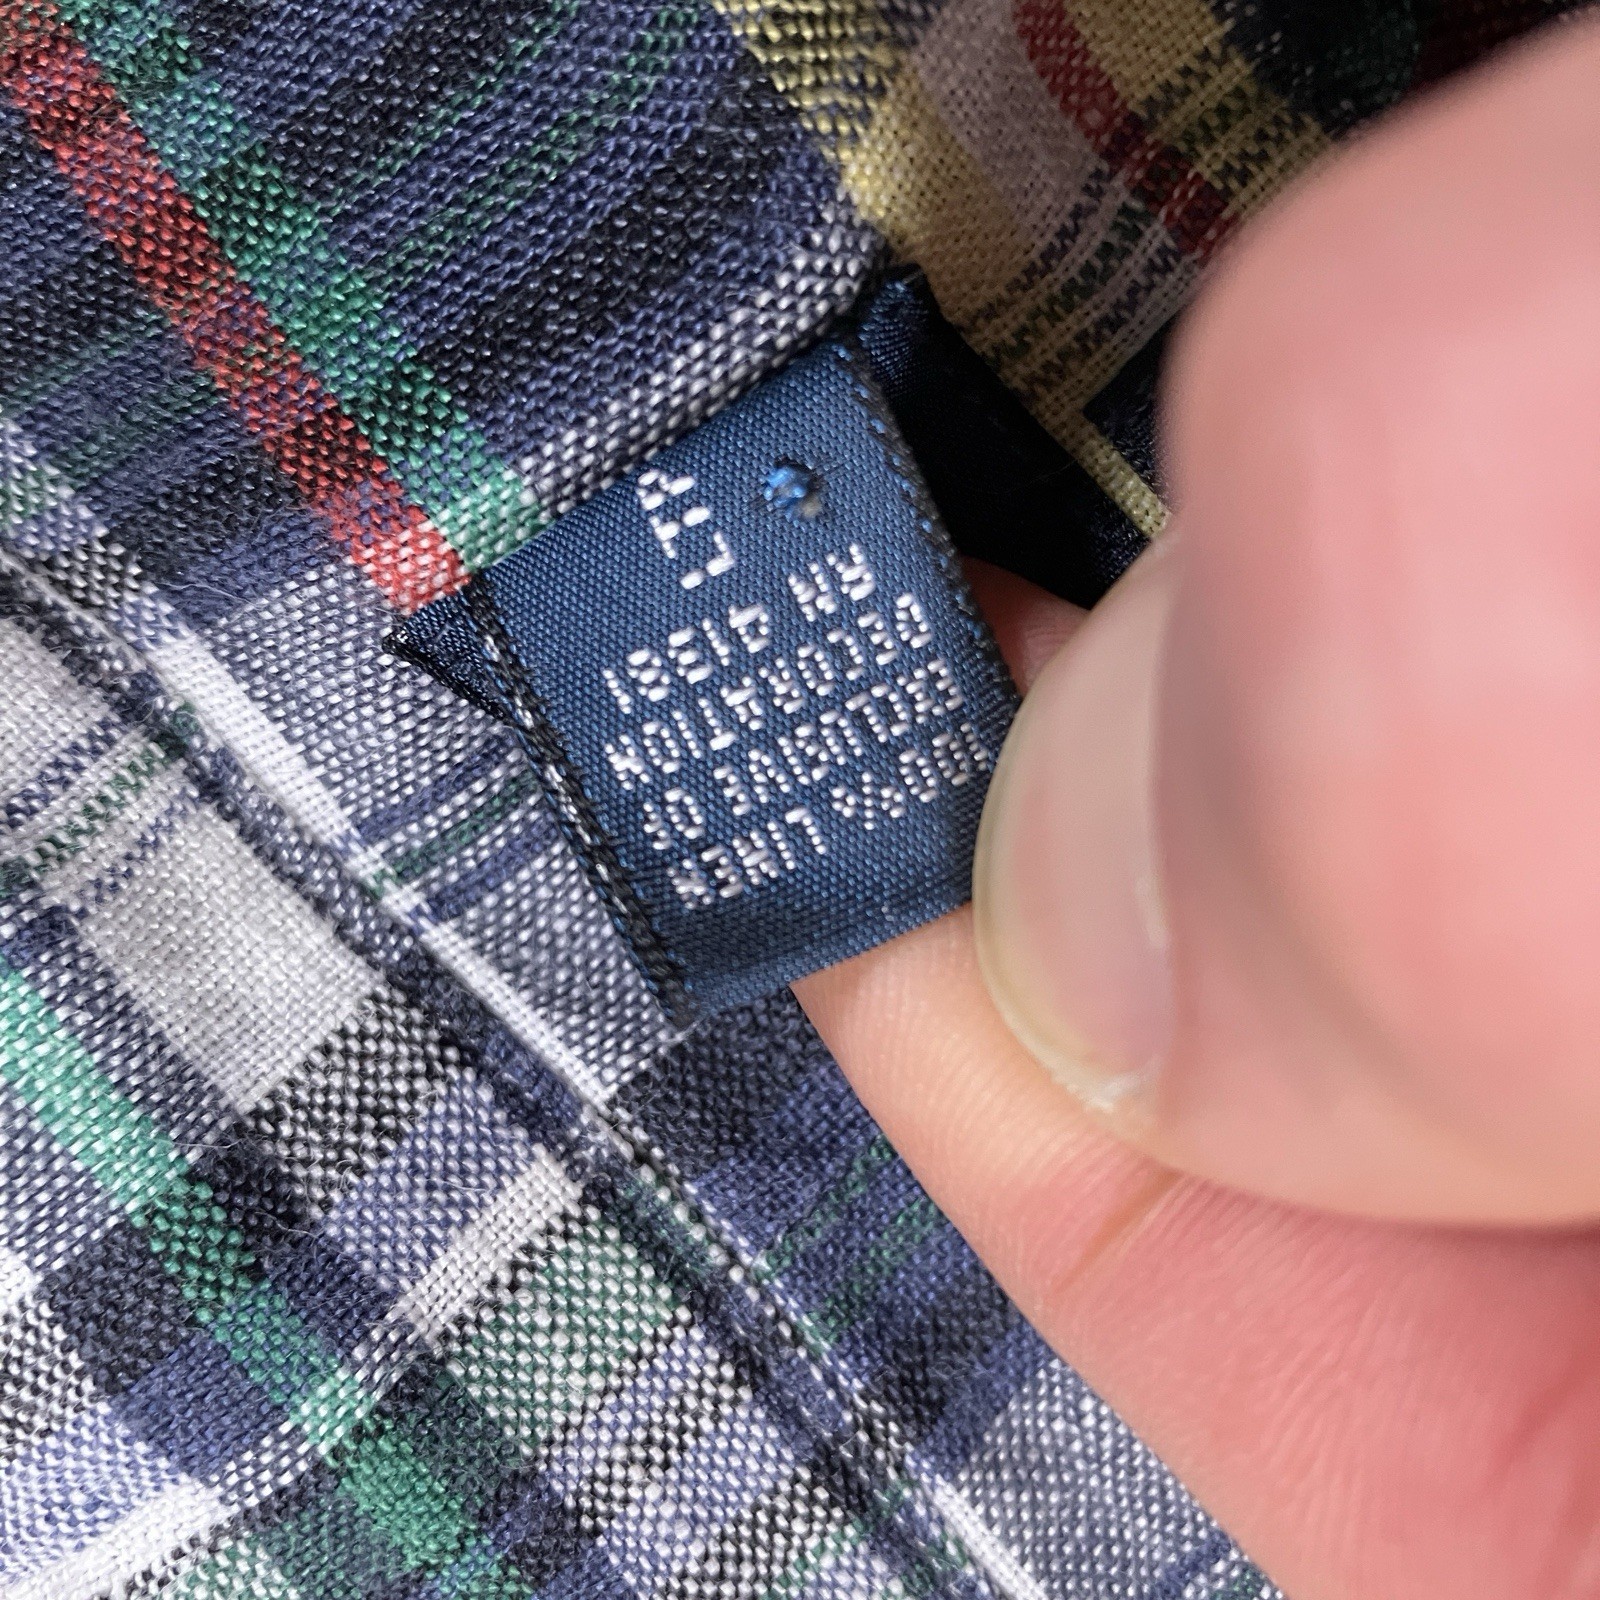 100% LINEN
EXCLUSIVE OF
DECORATION
RN 41381